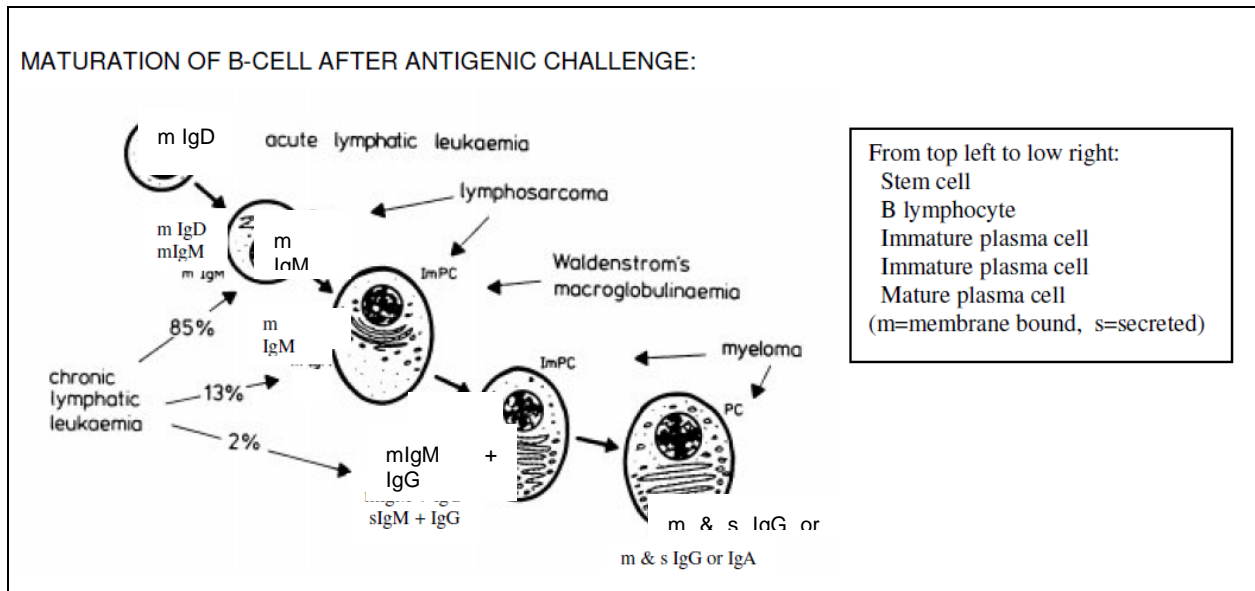 MATURATION OF B-CELL AFTER ANTIGENIC CHALLENGE:
m IgD
acute lymphatic leukaemia
lymphosarcoma
m IgD
mIgM
m IgM
m
IgM
ImPC
Waldenstrom's
macroglobulinaemia
85%
m
IgM
chronic
lymphatic
leukaemia
13%
2%
ImPC
myeloma
PC
mIgM +
IgG
sIgM + IgG
m & s IgG or
m & s IgG or IgA
From top left to low right:
Stem cell
B lymphocyte
Immature plasma cell
Immature plasma cell
Mature plasma cell
(m=membrane bound, s=secreted)